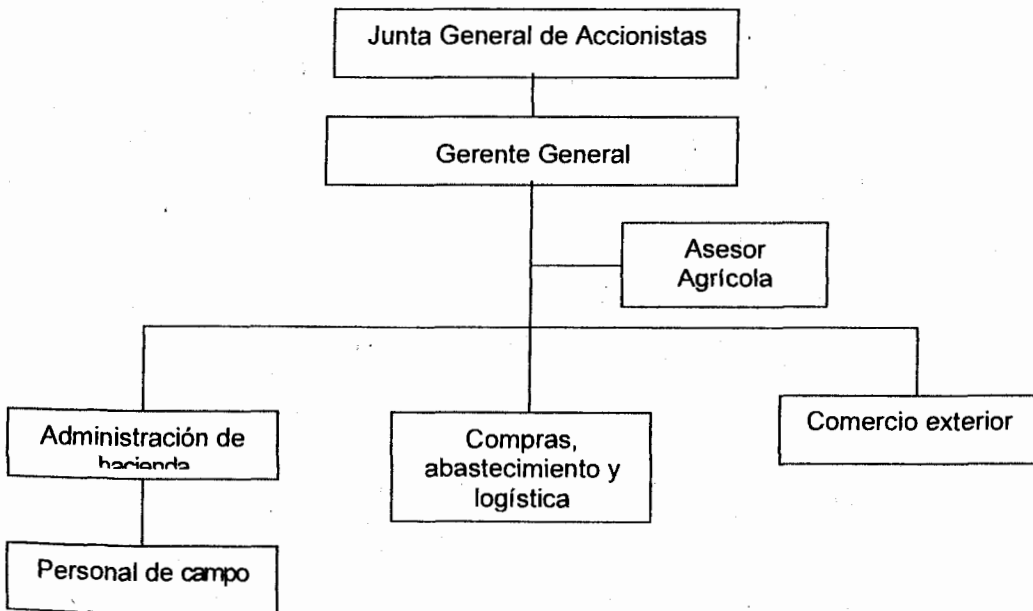 Junta General de Accionistas
Gerente General
Asesor
Agrícola
Administración de
hacienda
Compras,
abastecimiento y
logística
Comercio exterior
Personal de campo